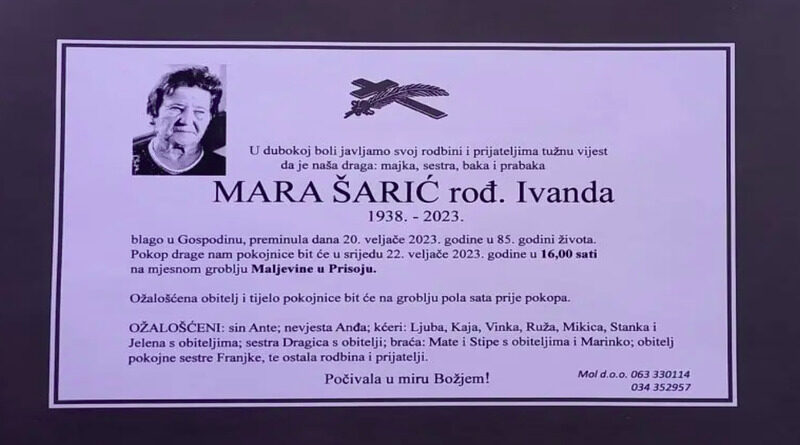 U dubokoj boli javljamo svoj rodbini i prijateljima tužnu vijest
da je naša draga: majka, sestra, baka i prabaka
MARA ŠARIĆ rođ. Ivanda
1938. - 2023.
blago u Gospodinu, preminula dana 20. veljače 2023. godine u 85. godini života.
Pokop drage nam pokojnice bit će u srijedu 22. veljače 2023. godine u 16,00 sati
na mjesnom groblju Maljevine u Prisoju.
Ožalošćena obitelj i tijelo pokojnice bit će na groblju pola sata prije pokopa.
OŽALOŠĆENI: sin Ante; nevjesta Anđa; kćeri: Ljuba, Kaja, Vinka, Ruža, Mikica, Stanka i
Jelena s obiteljima; sestra Dragica s obitelji; braća: Mate i Stipe s obiteljima i Marinko; obitelj
pokojne sestre Franjke, te ostala rodbina i prijatelji.
Počivala u miru Božjem!
Mol d.o.o. 063 330114
034 352957